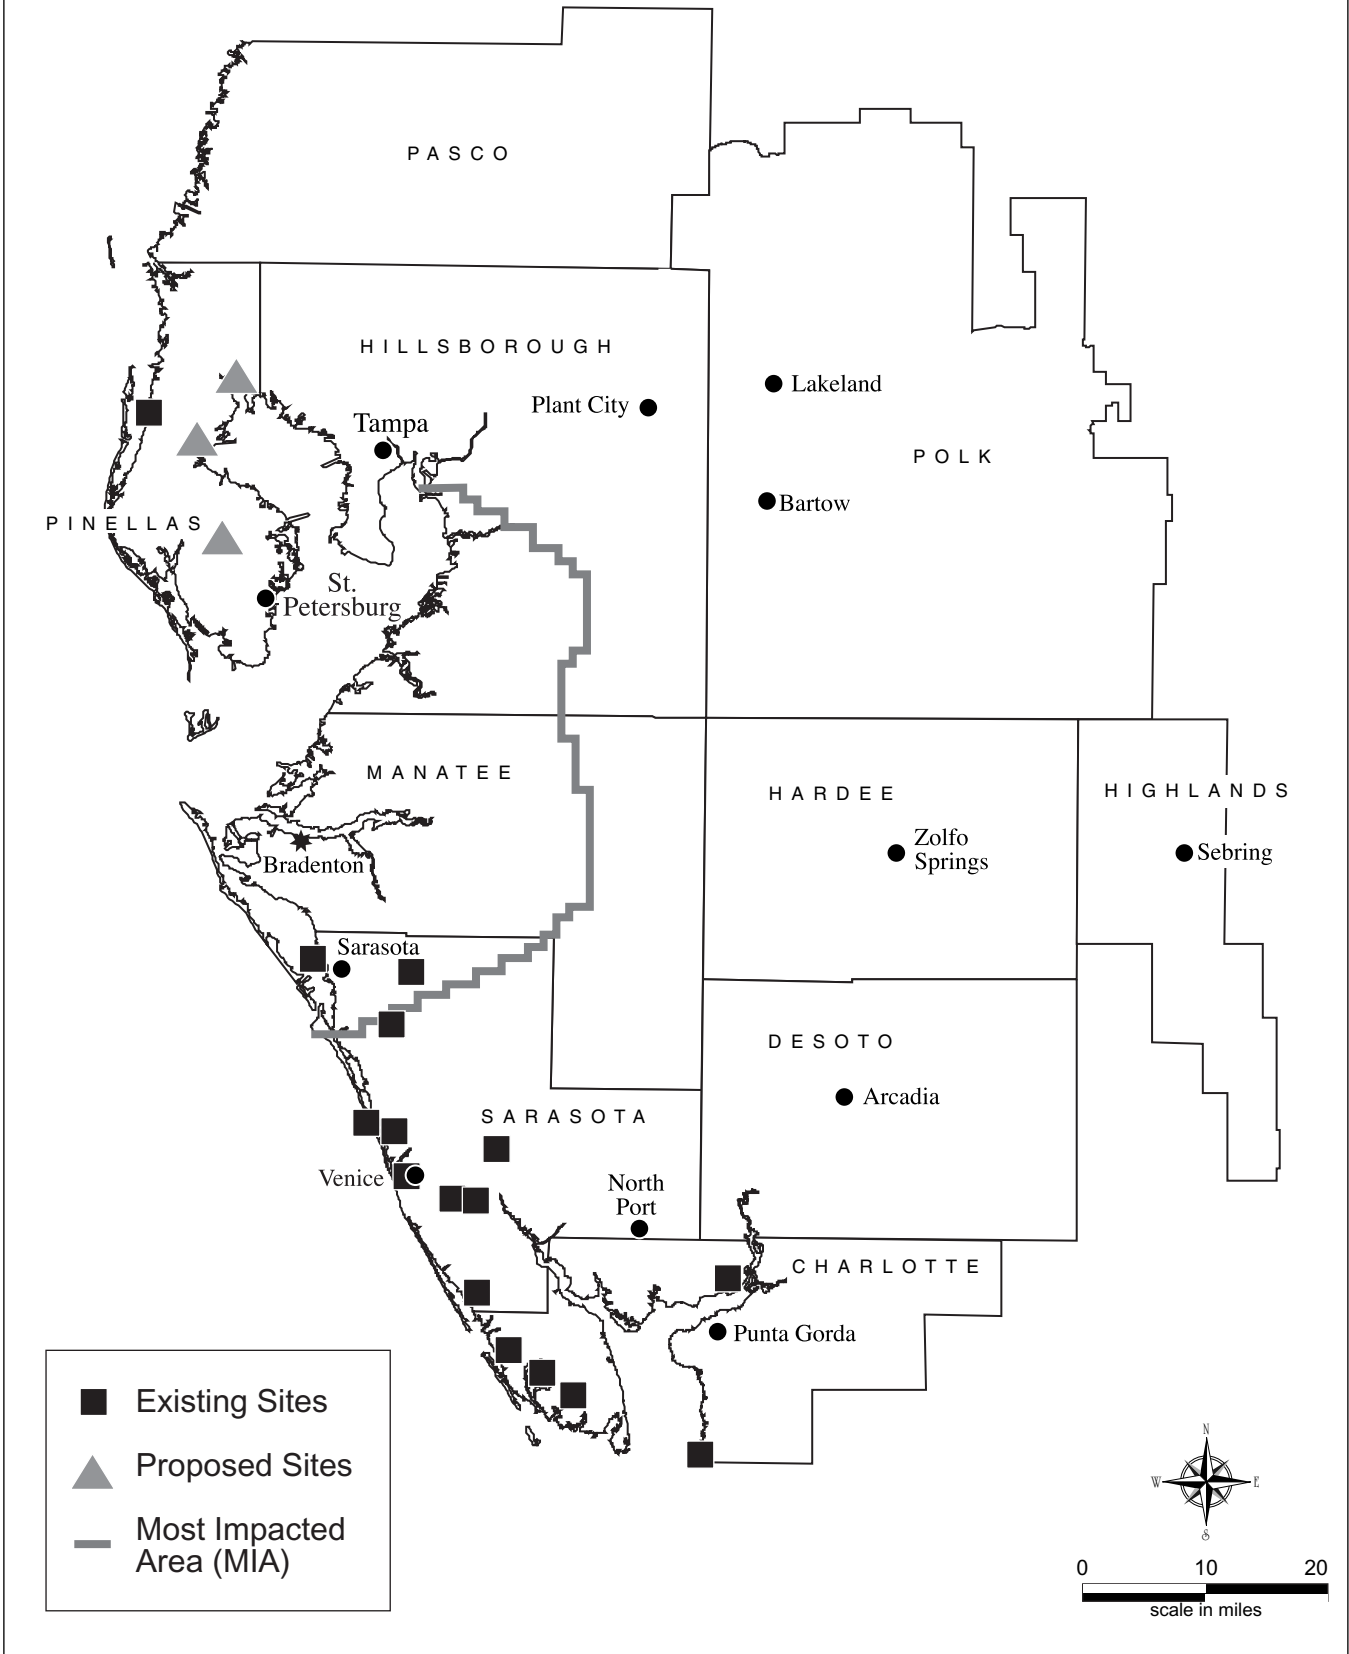 PASCO
HILLSBOROUGH
Lakeland
Plant City
Tampa
POLK
Bartow
PINELLAS
St.
Petersburg
MANATEE
HARDEE
HIGHLANDS
Zolfo
Springs
Sebring
Bradenton
Sarasota
DESOTO
Arcadia
SARASOTA
Venice
North
Port
CHARLOTTE
Punta Gorda
Existing Sites
Proposed Sites
Most Impacted
Area (MIA)
N
W E
S
0 10 20
scale in miles